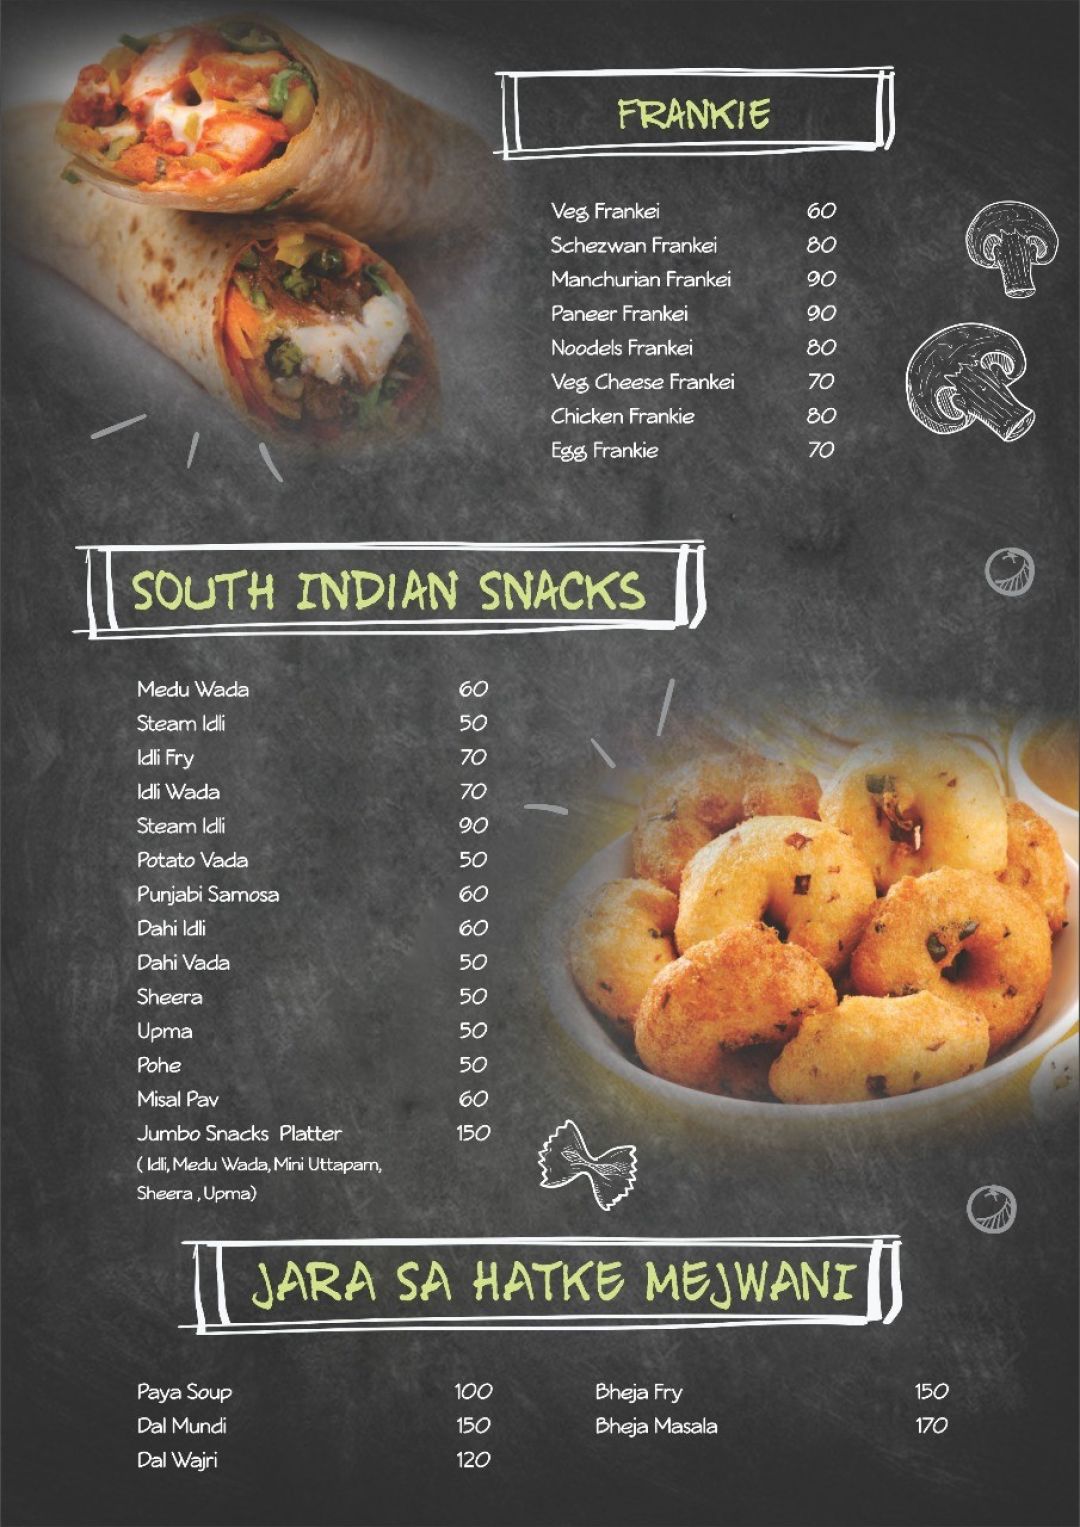 FRANKIE
Veg Frankei 60
Schezwan Frankei 80
Manchurian Frankei 90
Paneer Frankei 90
Noodels Frankei 80
Veg Cheese Frankei 70
Chicken Frankie 80
Egg Frankie 70
SOUTH INDIAN SNACKS
Medu Wada 60
Steam Idli 50
Idli Fry 70
Idli Wada 70
Steam Idli 90
Potato Vada 50
Punjabi Samosa 60
Dahi Idli 60
Dahi Vada 50
Sheera 50
Upma 50
Pohe 50
Misal Pav 60
Jumbo Snacks Platter 150
( Idli, Medu Wada, Mini Uttapam,
Sheera , Upma)
JARA SA HATKE MEJWANI
Paya Soup 100
Dal Mundi 150
Dal Wajri 120
Bheja Fry 150
Bheja Masala 170